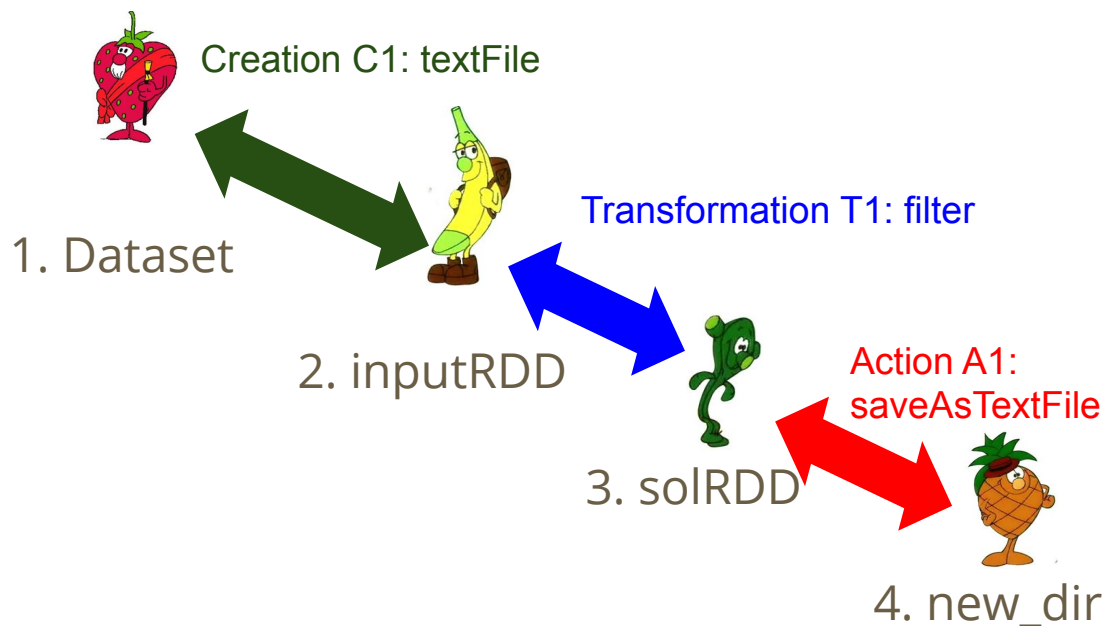 Creation C1: textFile
1. Dataset
Transformation T1: filter
2. inputRDD
Action A1:
saveAsTextFile
3. solRDD
4. new_dir